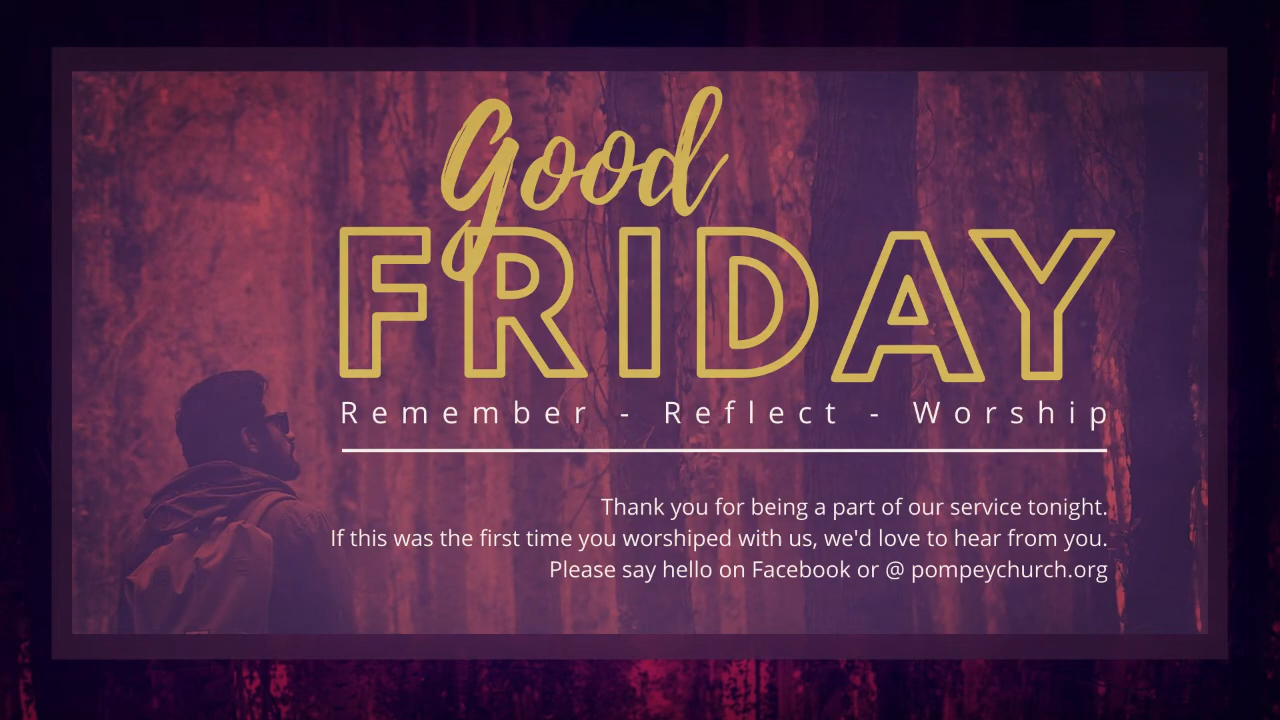 Good
FRIDAY
Remember - Reflect - Worship
Thank you for being a part of our service tonight.
If this was the first time you worshiped with us, we'd love to hear from you.
Please say hello on Facebook or @ pompeychurch.org